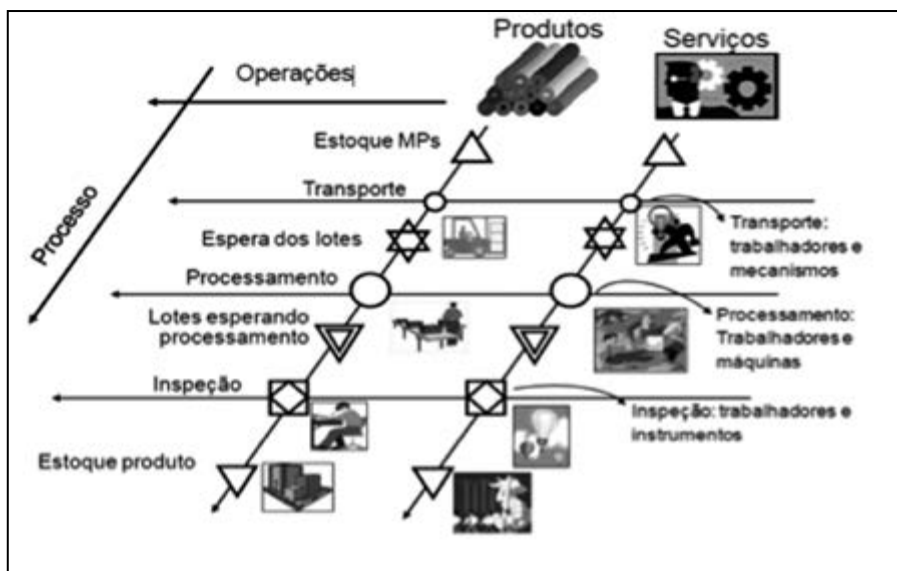 Produtos
Serviços
Operações
Estoque MPs
Transporte
Processo
Transporte:
trabalhadores e
mecanismos
Espera dos lotes
Processamento
Lotes esperando
processamento
Processamento:
Trabalhadores e
máquinas
Inspeção
Inspeção: trabalhadores e
instrumentos
Estoque produto